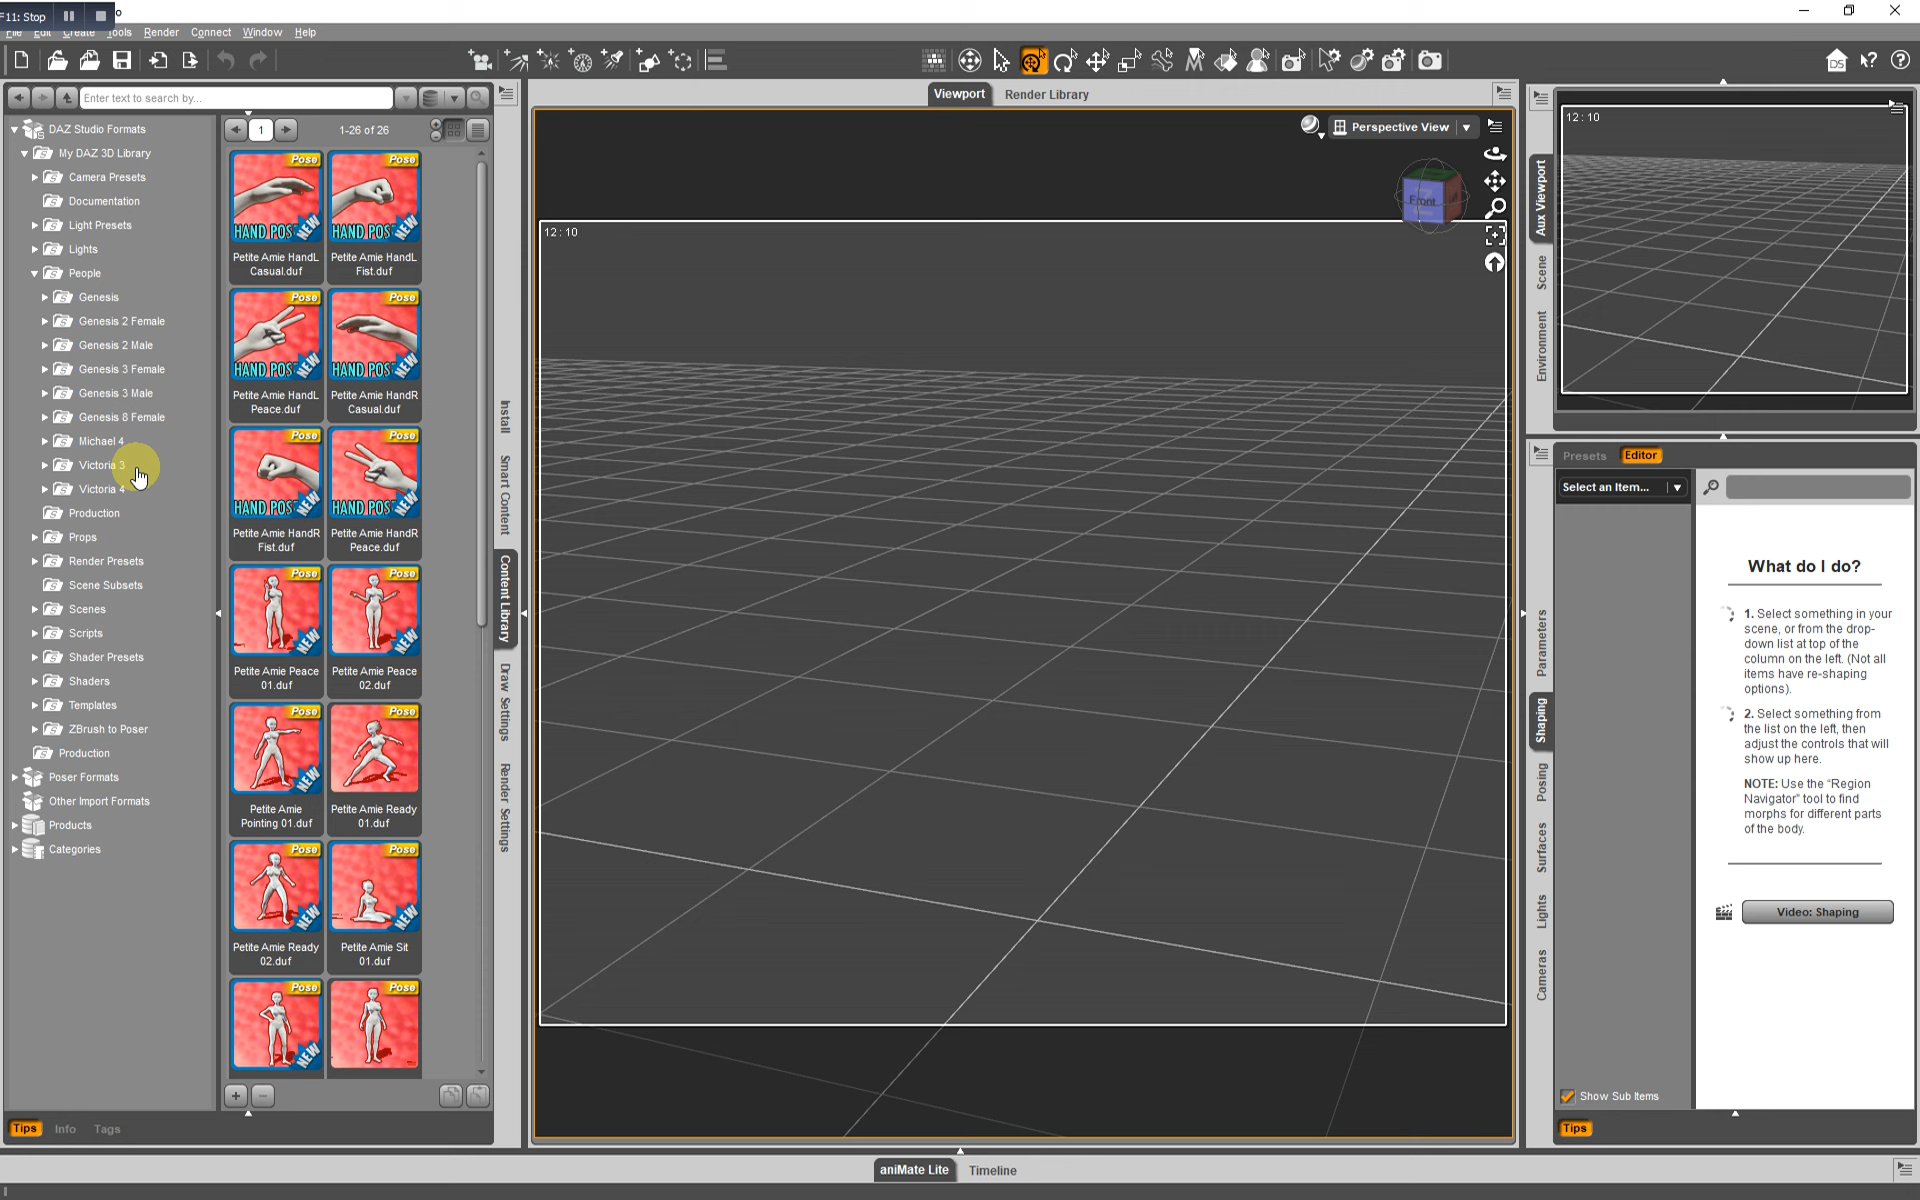 F11: Stop
File Edit Create Tools Render Connect Window Help
Enter text to search by...
Viewport
Render Library
DAZ Studio Formats
My DAZ 3D Library
Camera Presets
Documentation
Light Presets
Lights
People
Genesis
Genesis 2 Female
Genesis 2 Male
Genesis 3 Female
Genesis 3 Male
Genesis 8 Female
Michael 4
Victoria 3
Victoria 4
Production
Props
Render Presets
Scene Subsets
Scenes
Scripts
Shader Presets
Shaders
Templates
ZBrush to Poser
Production
Poser Formats
Other Import Formats
Products
Categories
Tips
Info
Tags
1
1-26 of 26
Pose
HAND POS NEW
Petite Amie HandL
Casual.duf
Pose
HAND POS NEW
Petite Amie HandL
Fist.duf
Pose
HAND POS NEW
Petite Amie HandL
Peace.duf
Pose
HAND POS NEW
Petite Amie HandR
Casual.duf
Pose
HAND POS NEW
Petite Amie HandR
Fist.duf
Pose
HAND POS NEW
Petite Amie HandR
Peace.duf
Pose
NEW
Petite Amie Peace
01.duf
Pose
NEW
Petite Amie Peace
02.duf
Pose
NEW
Petite Amie
Pointing 01.duf
Pose
Petite Amie Ready
01.duf
Pose
NEW
Petite Amie Ready
02.duf
Pose
NEW
Petite Amie Sit
01.duf
Pose
NEW
Pose
Install
Smart Content
Content Library
Draw Settings
Render Settings
Perspective View
Front
12 : 10
12 : 10
Aux Viewport
Scene
Environment
Parameters
Shaping
Posing
Surfaces
Lights
Cameras
Presets
Editor
Select an Item...
What do I do?
1. Select something in your
scene, or from the drop-
down list at top of the
column on the left. (Not all
items have re-shaping
options).
2. Select something from
the list on the left, then
adjust the controls that will
show up here.
NOTE: Use the "Region
Navigator" tool to find
morphs for different parts
of the body.
Video: Shaping
Show Sub Items
Tips
aniMate Lite
Timeline
DS